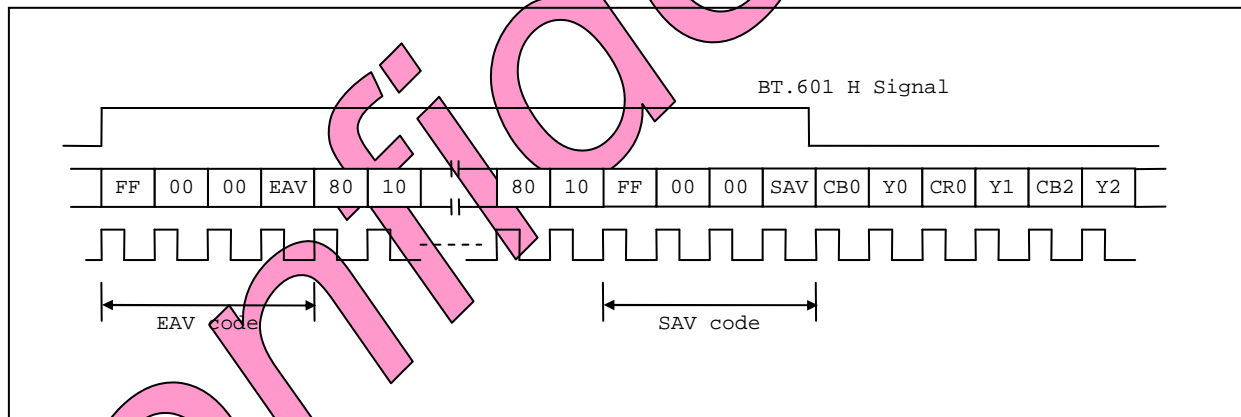 BT.601 H Signal
FF 00 00 EAV 80 10 80 10 FF 00 00 SAV CB0 Y0 CR0 Y1 CB2 Y2
EAV code SAV code